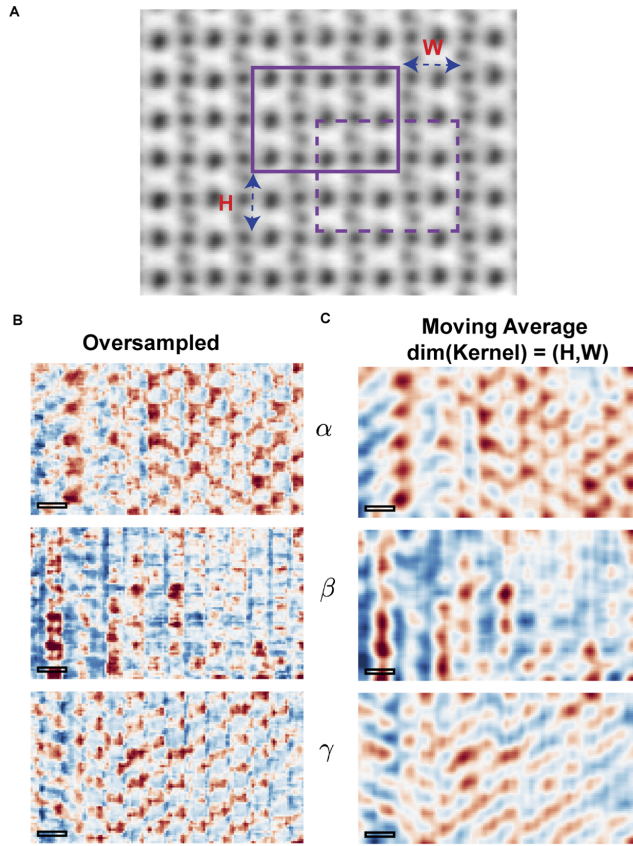 A
W
H
B
Oversampled
C
Moving Average
dim(Kernel) = (H,W)
α
β
γ